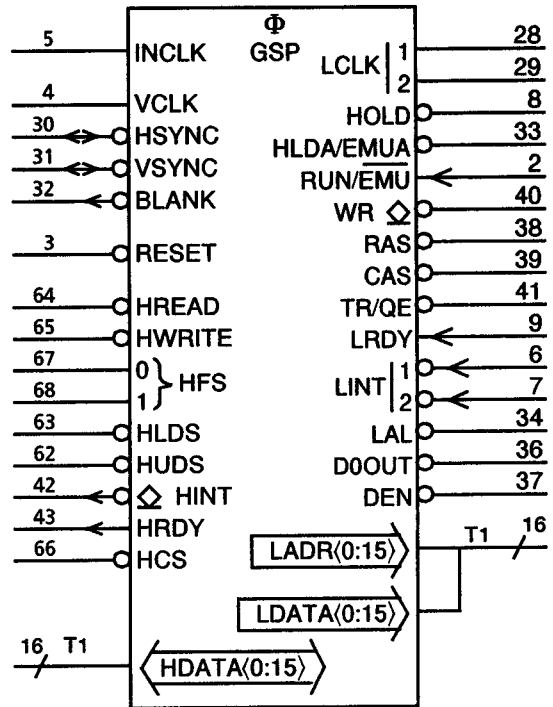 Φ
GSP
5 INCLK
4 VCLK
30 HSYNC
31 VSYNC
32 BLANK
3 RESET
64 HREAD
65 HWRITE
67 0
68 1
} HFS
63 HLDS
62 HUDS
42 HINT
43 HRDY
66 HCS
16 T1 HDATA⟨0:15⟩
LCLK
1 28
2 29
HOLD 8
HLDA/EMUA 33
RUN/E̅M̅U̅ 2
WR 40
RAS 38
CAS 39
TR/QE 41
LRDY 9
LINT
1 6
2 7
LAL 34
D0OUT 36
DEN 37
LADR⟨0:15⟩ T1 16
LDATA⟨0:15⟩